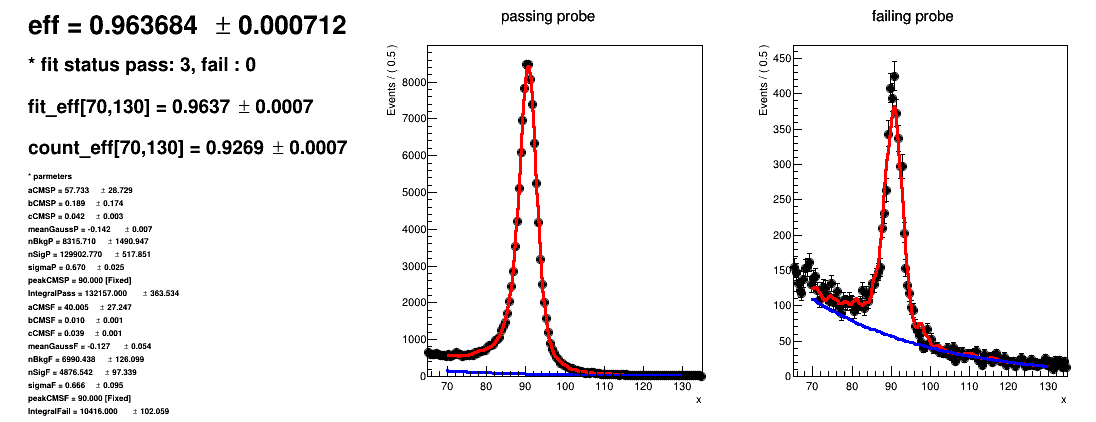 eff = 0.963684 ± 0.000712
* fit status pass: 3, fail : 0
fit_eff[70,130] = 0.9637 ± 0.0007
count_eff[70,130] = 0.9269 ± 0.0007
* parmeters
aCMSP = 57.733 ± 28.729
bCMSP = 0.189 ± 0.174
cCMSP = 0.042 ± 0.003
meanGaussP = -0.142 ± 0.007
nBkgP = 8315.710 ± 1490.947
nSigP = 129902.770 ± 517.851
sigmaP = 0.670 ± 0.025
peakCMSP = 90.000 [Fixed]
IntegralPass = 132157.000 ± 363.534
aCMSF = 40.005 ± 27.247
bCMSF = 0.010 ± 0.001
cCMSF = 0.039 ± 0.001
meanGaussF = -0.127 ± 0.054
nBkgF = 6990.438 ± 126.099
nSigF = 4876.542 ± 97.339
sigmaF = 0.666 ± 0.095
peakCMSF = 90.000 [Fixed]
IntegralFail = 10416.000 ± 102.059
passing probe
Events / ( 0.5 )
8000
7000
6000
5000
4000
3000
2000
1000
0
70 80 90 100 110 120 130
x
failing probe
Events / ( 0.5 )
450
400
350
300
250
200
150
100
50
0
70 80 90 100 110 120 130
x